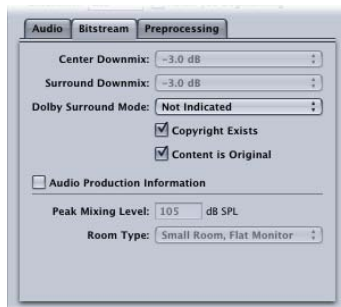 Audio Bitstream Preprocessing
Center Downmix: -3.0 dB
Surround Downmix: -3.0 dB
Dolby Surround Mode: Not Indicated
Copyright Exists
Content is Original
Audio Production Information
Peak Mixing Level: 105 dB SPL
Room Type: Small Room, Flat Monitor